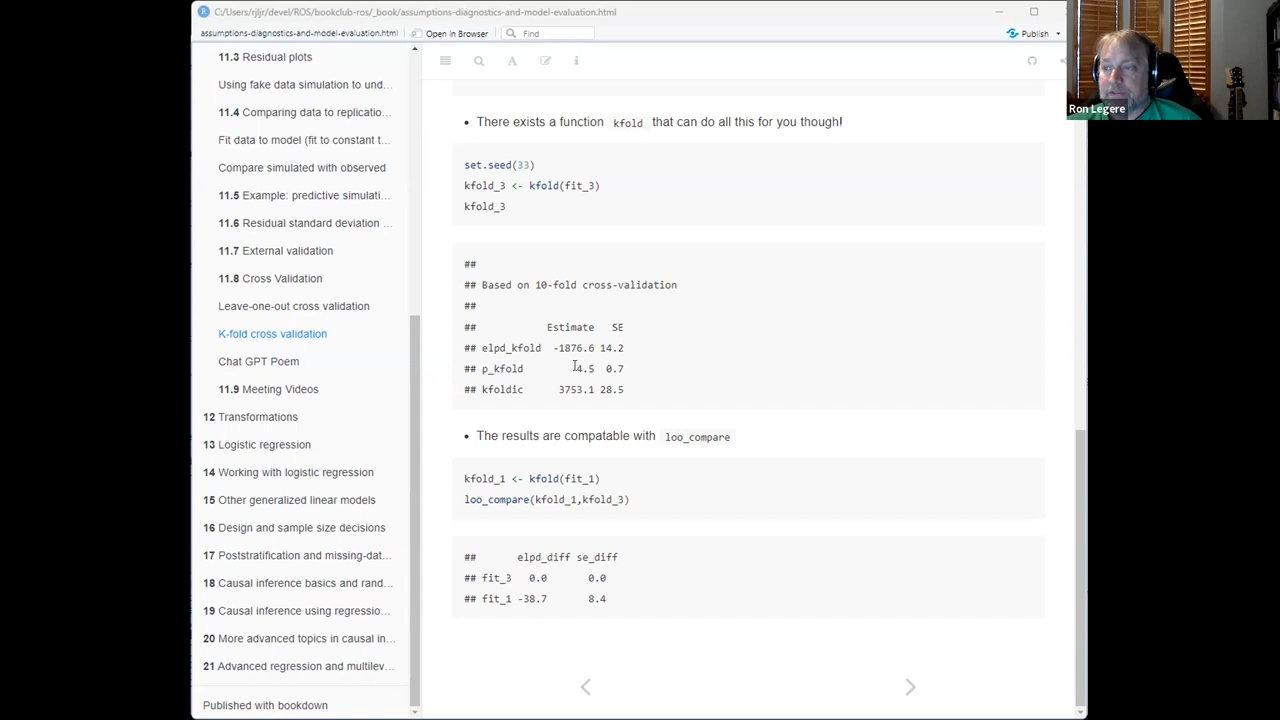 C:/Users/rjljr/devel/ROS/bookclub-ros/_book/assumptions-diagnostics-and-model-evaluation.html
assumptions-diagnostics-and-model-evaluation.html
Open in Browser
Find
Publish
Ron Legere
11.3 Residual plots
Using fake data simulation to und...
11.4 Comparing data to replicatio...
Fit data to model (fit to constant t...
Compare simulated with observed
11.5 Example: predictive simulati...
11.6 Residual standard deviation ...
11.7 External validation
11.8 Cross Validation
Leave-one-out cross validation
K-fold cross validation
Chat GPT Poem
11.9 Meeting Videos
12 Transformations
13 Logistic regression
14 Working with logistic regression
15 Other generalized linear models
16 Design and sample size decisions
17 Poststratification and missing-dat...
18 Causal inference basics and rand...
19 Causal inference using regressio...
20 More advanced topics in causal in...
21 Advanced regression and multilev...
Published with bookdown
• There exists a function kfold that can do all this for you though!
set.seed(33)
kfold_3 <- kfold(fit_3)
kfold_3
##
## Based on 10-fold cross-validation
##
## Estimate SE
## elpd_kfold -1876.6 14.2
## p_kfold 4.5 0.7
## kfoldic 3753.1 28.5
• The results are compatable with loo_compare
kfold_1 <- kfold(fit_1)
loo_compare(kfold_1,kfold_3)
## elpd_diff se_diff
## fit_3 0.0 0.0
## fit_1 -38.7 8.4